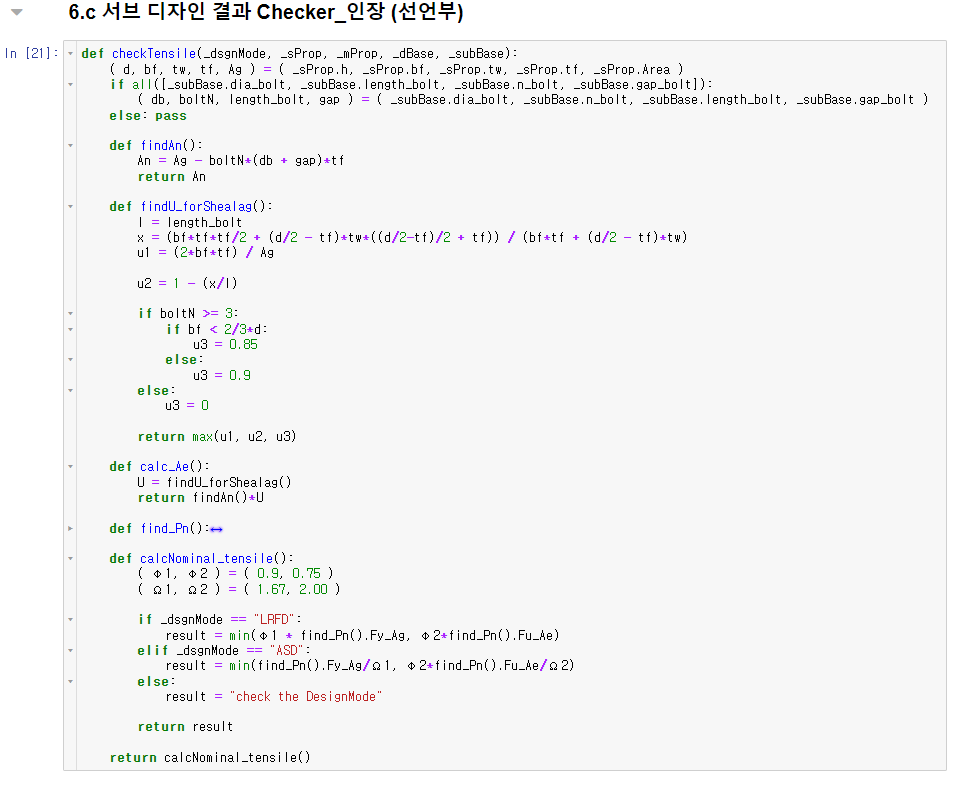 6.c 서브 디자인 결과 Checker_인장 (선언부)
In [21]:
def checkTensile(_dsgnMode, _sProp, _mProp, _dBase, _subBase):
    ( d, bf, tw, tf, Ag ) = ( _sProp.h, _sProp.bf, _sProp.tw, _sProp.tf, _sProp.Area )
    if all([_subBase.dia_bolt, _subBase.length_bolt, _subBase.n_bolt, _subBase.gap_bolt]):
        ( db, boltN, length_bolt, gap ) = ( _subBase.dia_bolt, _subBase.n_bolt, _subBase.length_bolt, _subBase.gap_bolt )
    else: pass
    def findAn():
        An = Ag - boltN*(db + gap)*tf
        return An
    def findU_forShealag():
        l = length_bolt
        x = (bf*tf*tf/2 + (d/2 - tf)*tw*((d/2-tf)/2 + tf)) / (bf*tf + (d/2 - tf)*tw)
        u1 = (2*bf*tf) / Ag
        u2 = 1 - (x/l)
        if boltN >= 3:
            if bf < 2/3*d:
                u3 = 0.85
            else:
                u3 = 0.9
        else:
            u3 = 0
        return max(u1, u2, u3)
    def calc_Ae():
        U = findU_forShealag()
        return findAn()*U
    def find_Pn():↔
    def calcNominal_tensile():
        ( Φ1, Φ2 ) = ( 0.9, 0.75 )
        ( Ω1, Ω2 ) = ( 1.67, 2.00 )
        if _dsgnMode == "LRFD":
            result = min(Φ1 * find_Pn().Fy_Ag, Φ2*find_Pn().Fu_Ae)
        elif _dsgnMode == "ASD":
            result = min(find_Pn().Fy_Ag/Ω1, Φ2*find_Pn().Fu_Ae/Ω2)
        else:
            result = "check the DesignMode"
        return result
    return calcNominal_tensile()